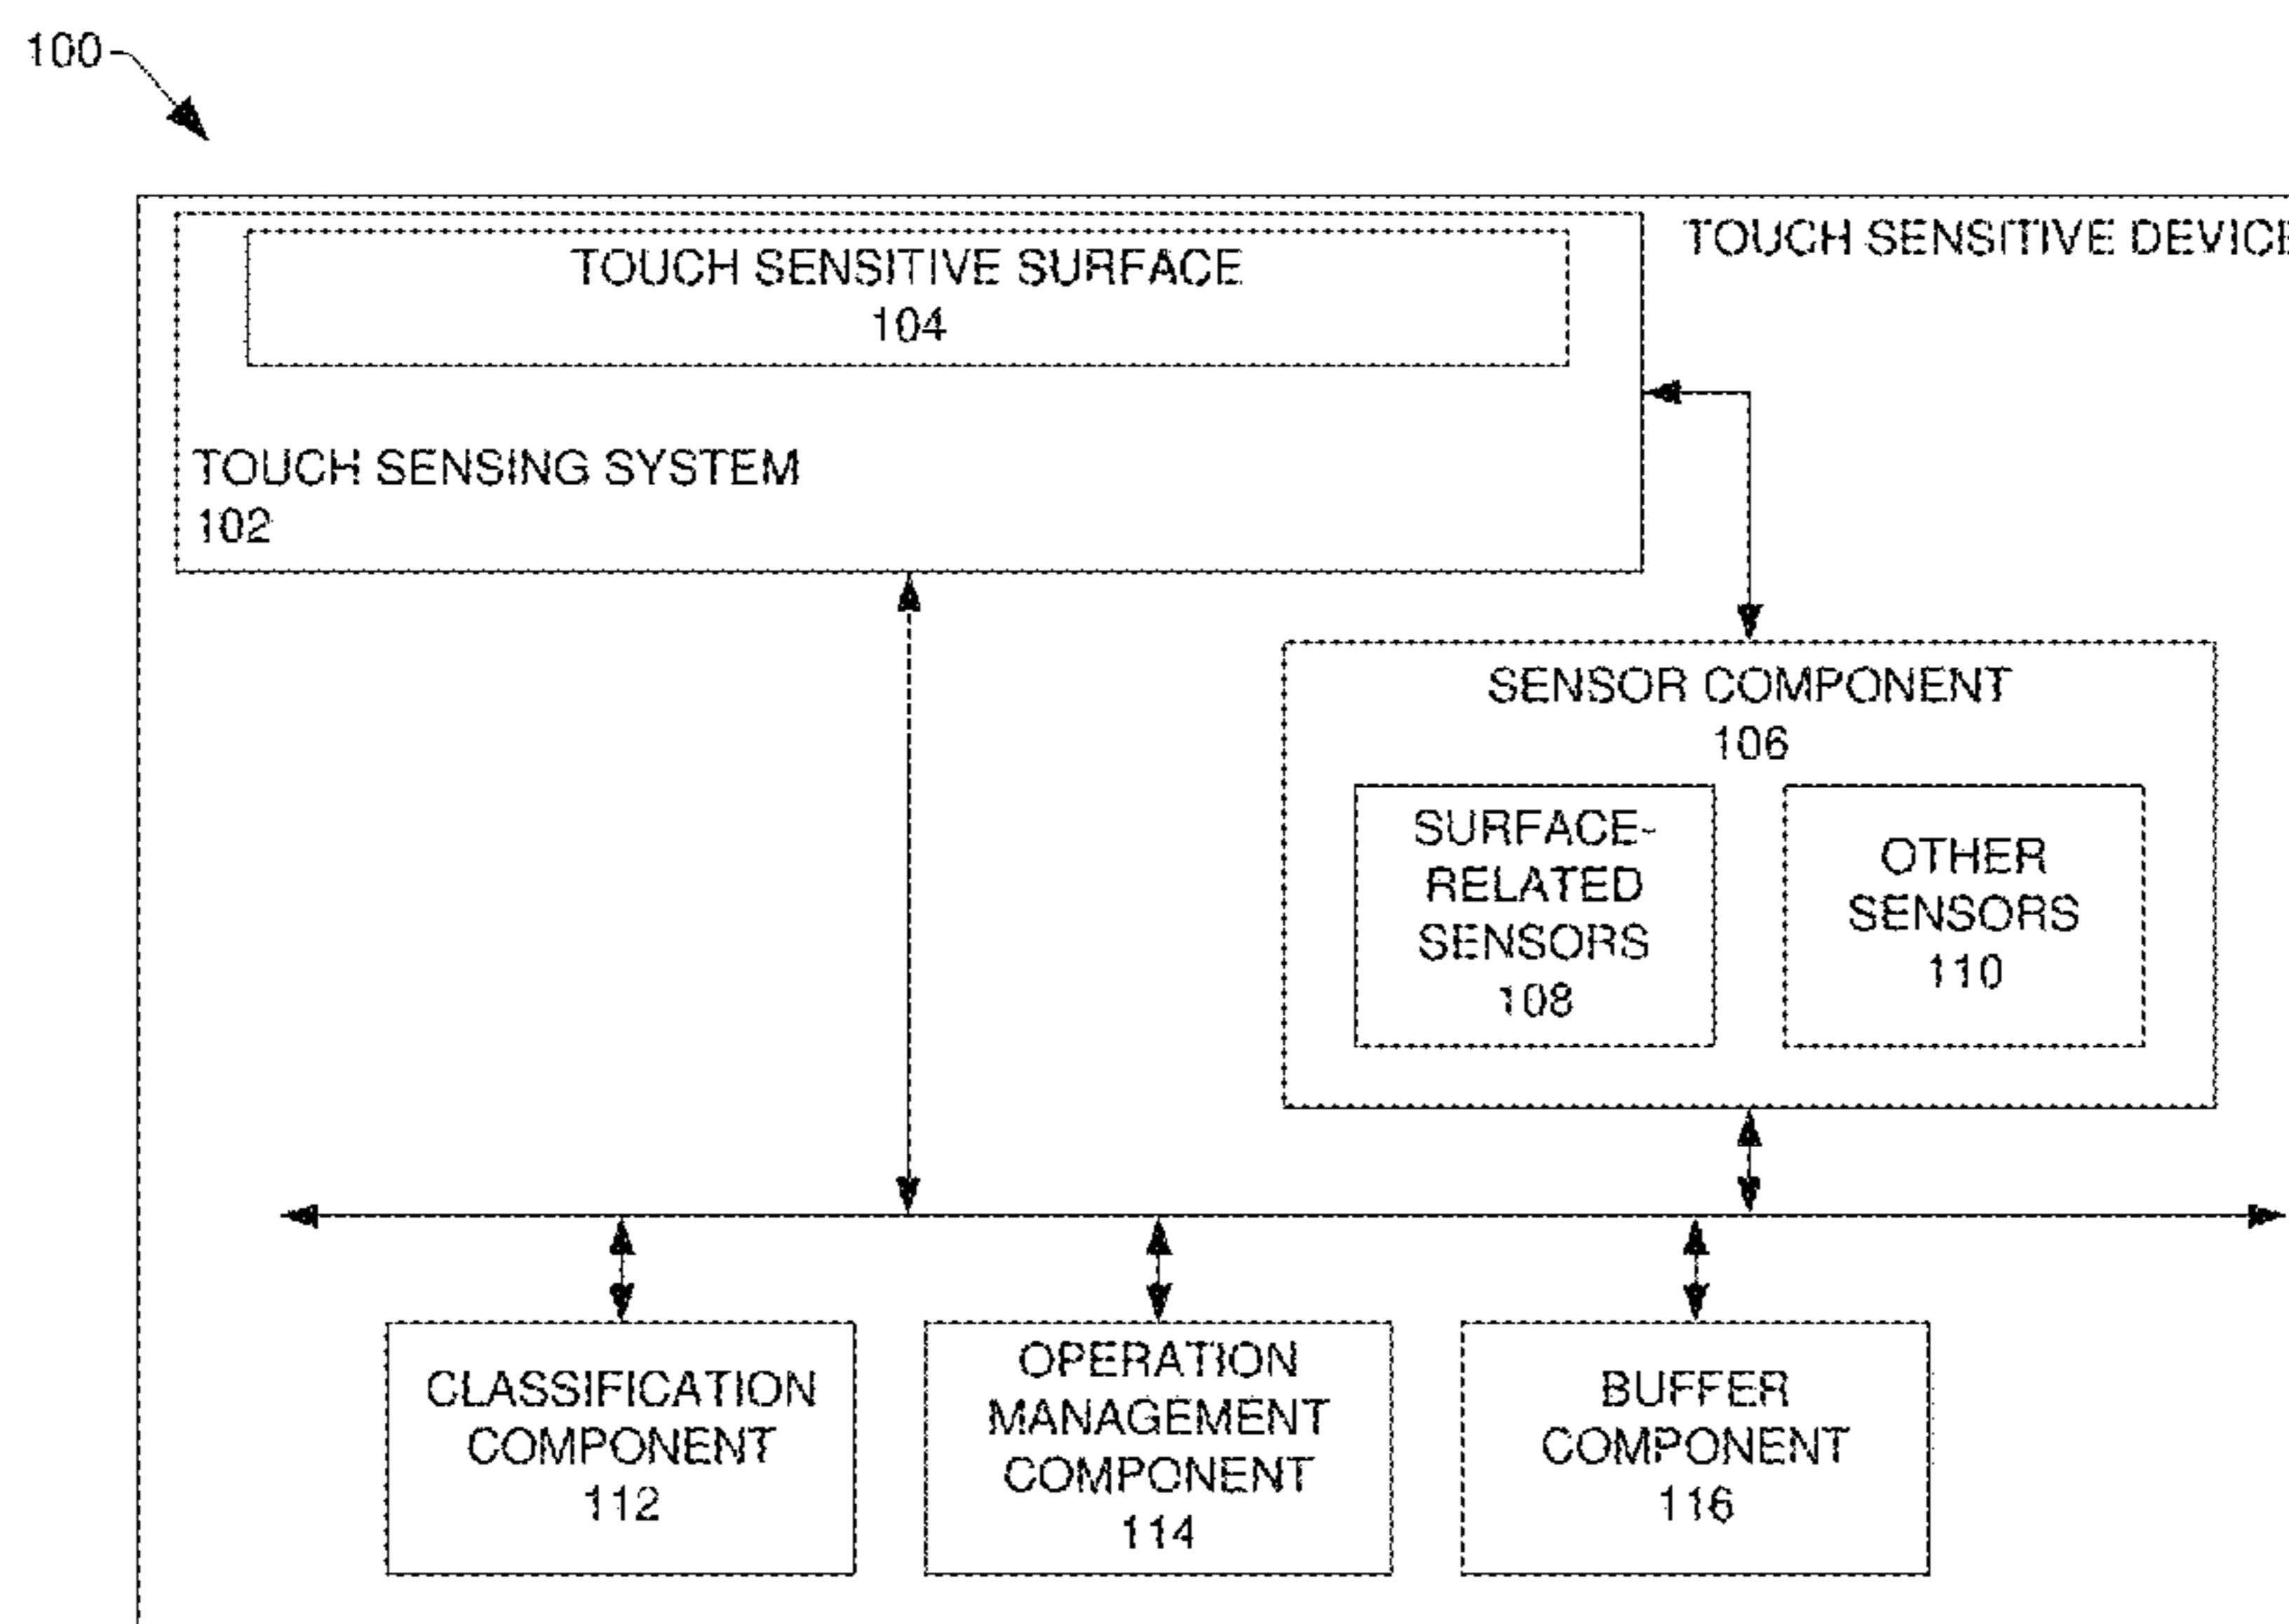 100
TOUCH SENSITIVE DEVICE
TOUCH SENSITIVE SURFACE
104
TOUCH SENSING SYSTEM
102
SENSOR COMPONENT
106
SURFACE-
RELATED
SENSORS
108
OTHER
SENSORS
110
CLASSIFICATION
COMPONENT
112
OPERATION
MANAGEMENT
COMPONENT
114
BUFFER
COMPONENT
116